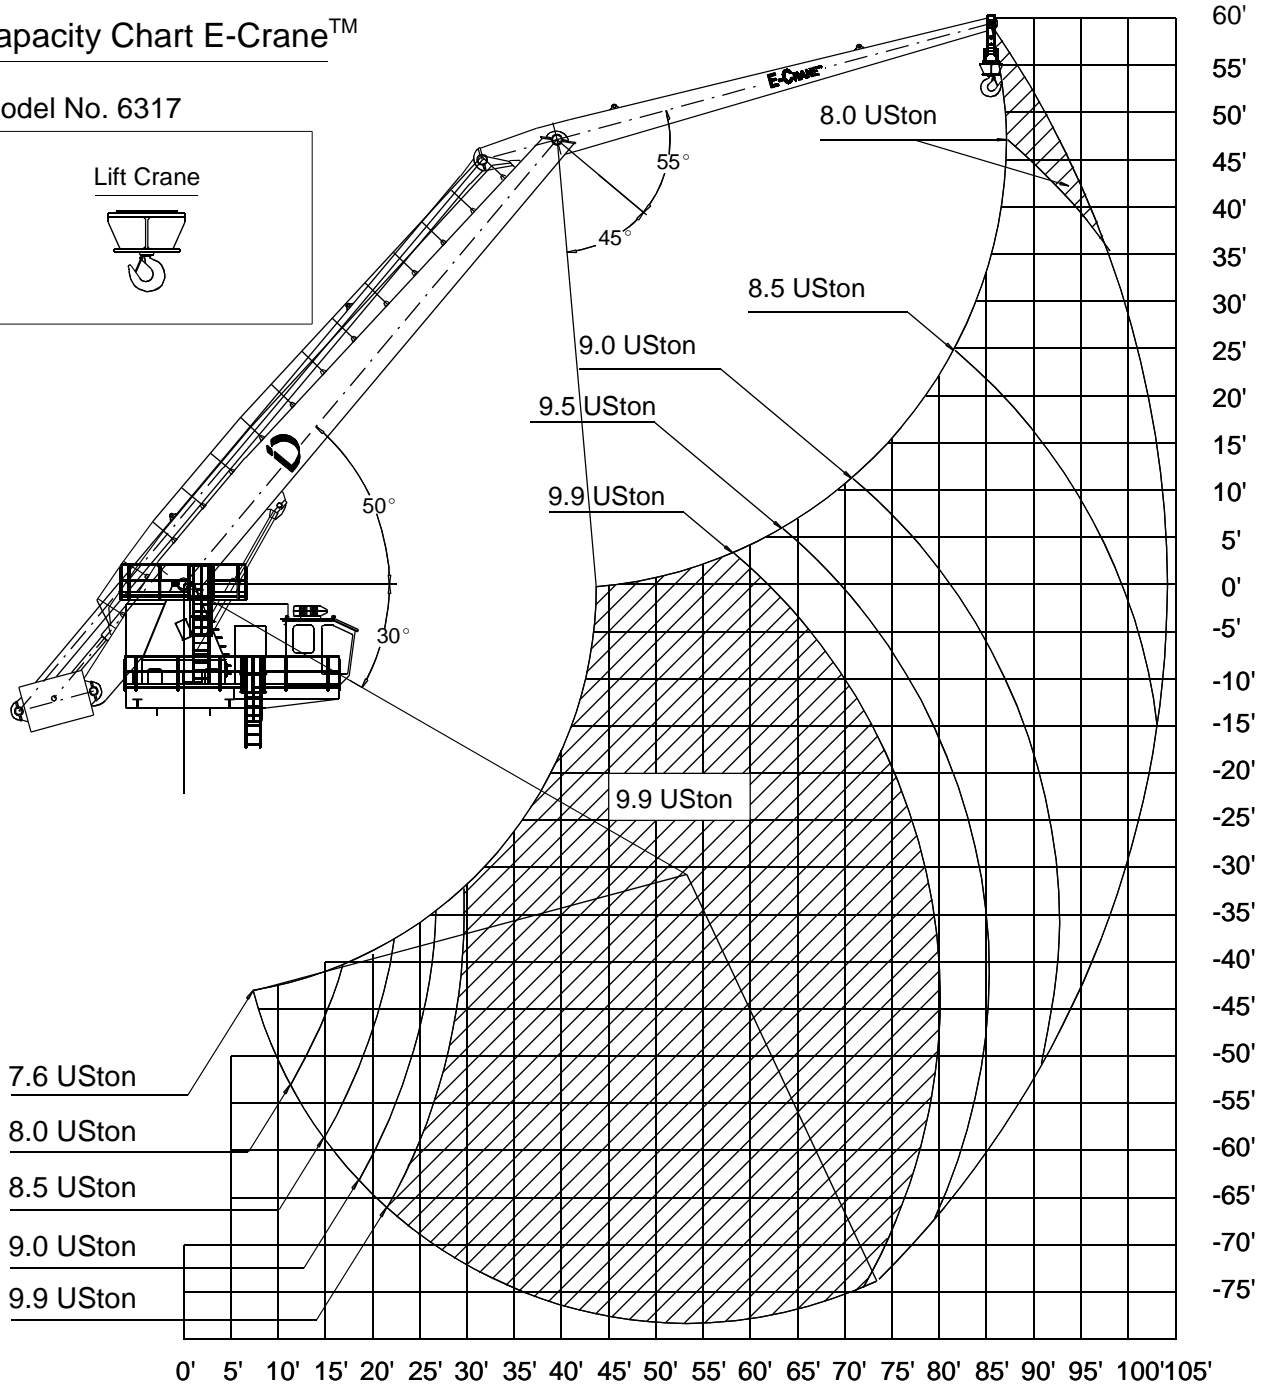 apacity Chart E-Crane™
odel No. 6317
Lift Crane
E-CRANE™
8.0 USton
55°
45°
8.5 USton
9.0 USton
9.5 USton
9.9 USton
50°
30°
9.9 USton
7.6 USton
8.0 USton
8.5 USton
9.0 USton
9.9 USton
60'
55'
50'
45'
40'
35'
30'
25'
20'
15'
10'
5'
0'
-5'
-10'
-15'
-20'
-25'
-30'
-35'
-40'
-45'
-50'
-55'
-60'
-65'
-70'
-75'
0' 5' 10' 15' 20' 25' 30' 35' 40' 45' 50' 55' 60' 65' 70' 75' 80' 85' 90' 95' 100' 105'